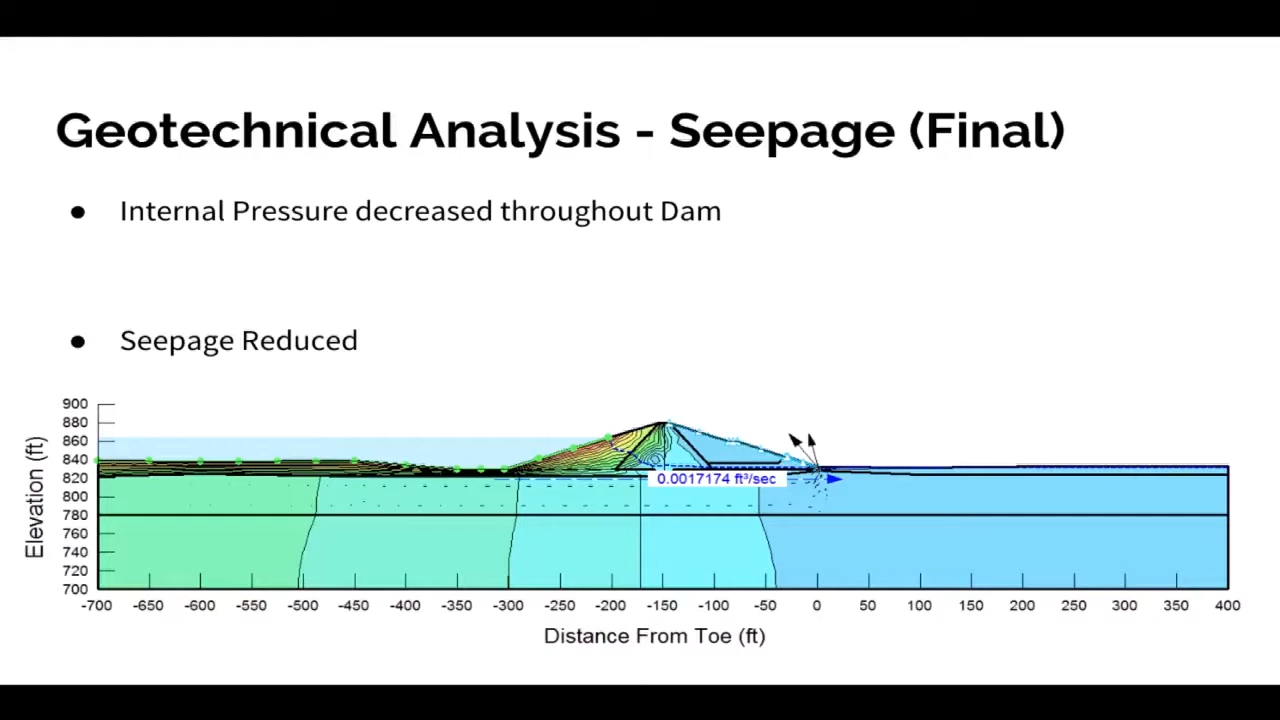 Geotechnical Analysis - Seepage (Final)
● Internal Pressure decreased throughout Dam
● Seepage Reduced
900
880
860
840
820
800
780
760
740
720
700
Elevation (ft)
0.0017174 ft³/sec
-700 -650 -600 -550 -500 -450 -400 -350 -300 -250 -200 -150 -100 -50 0 50 100 150 200 250 300 350 400
Distance From Toe (ft)